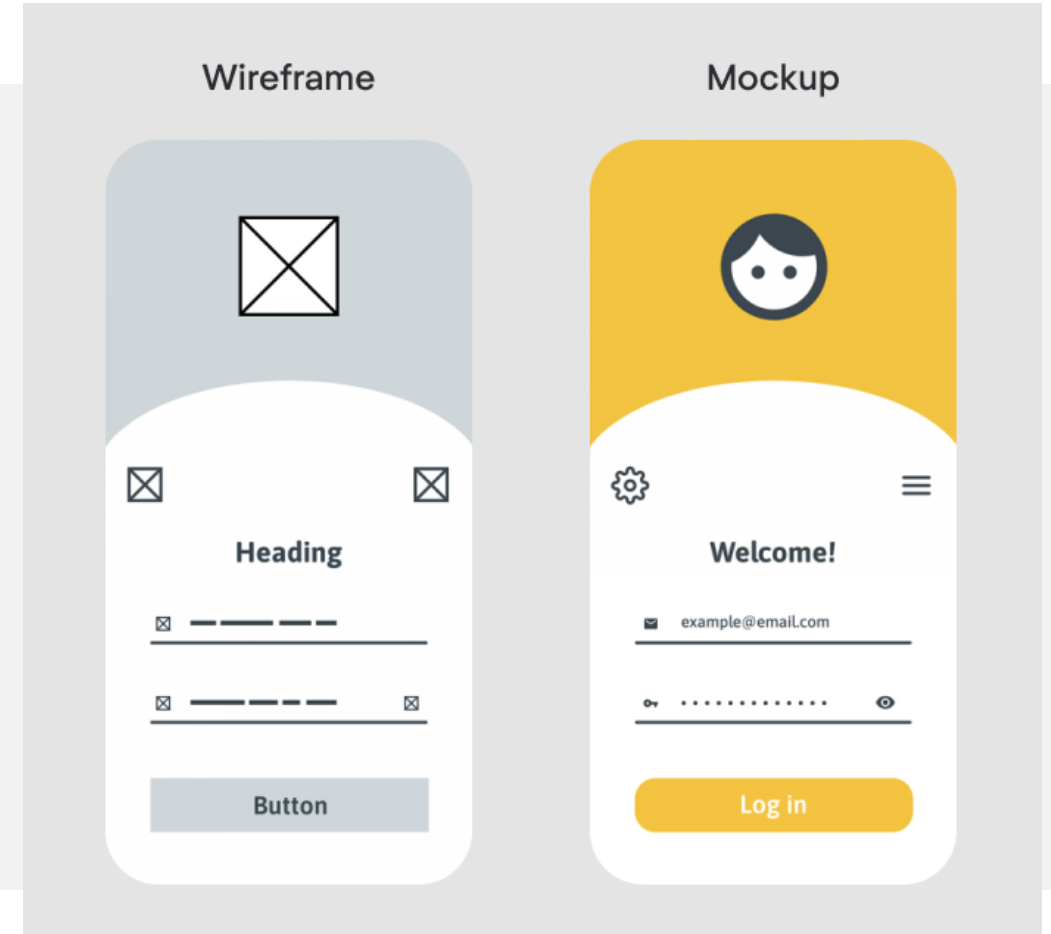 Wireframe
Mockup
Heading
Button
Welcome!
example@email.com
Log in